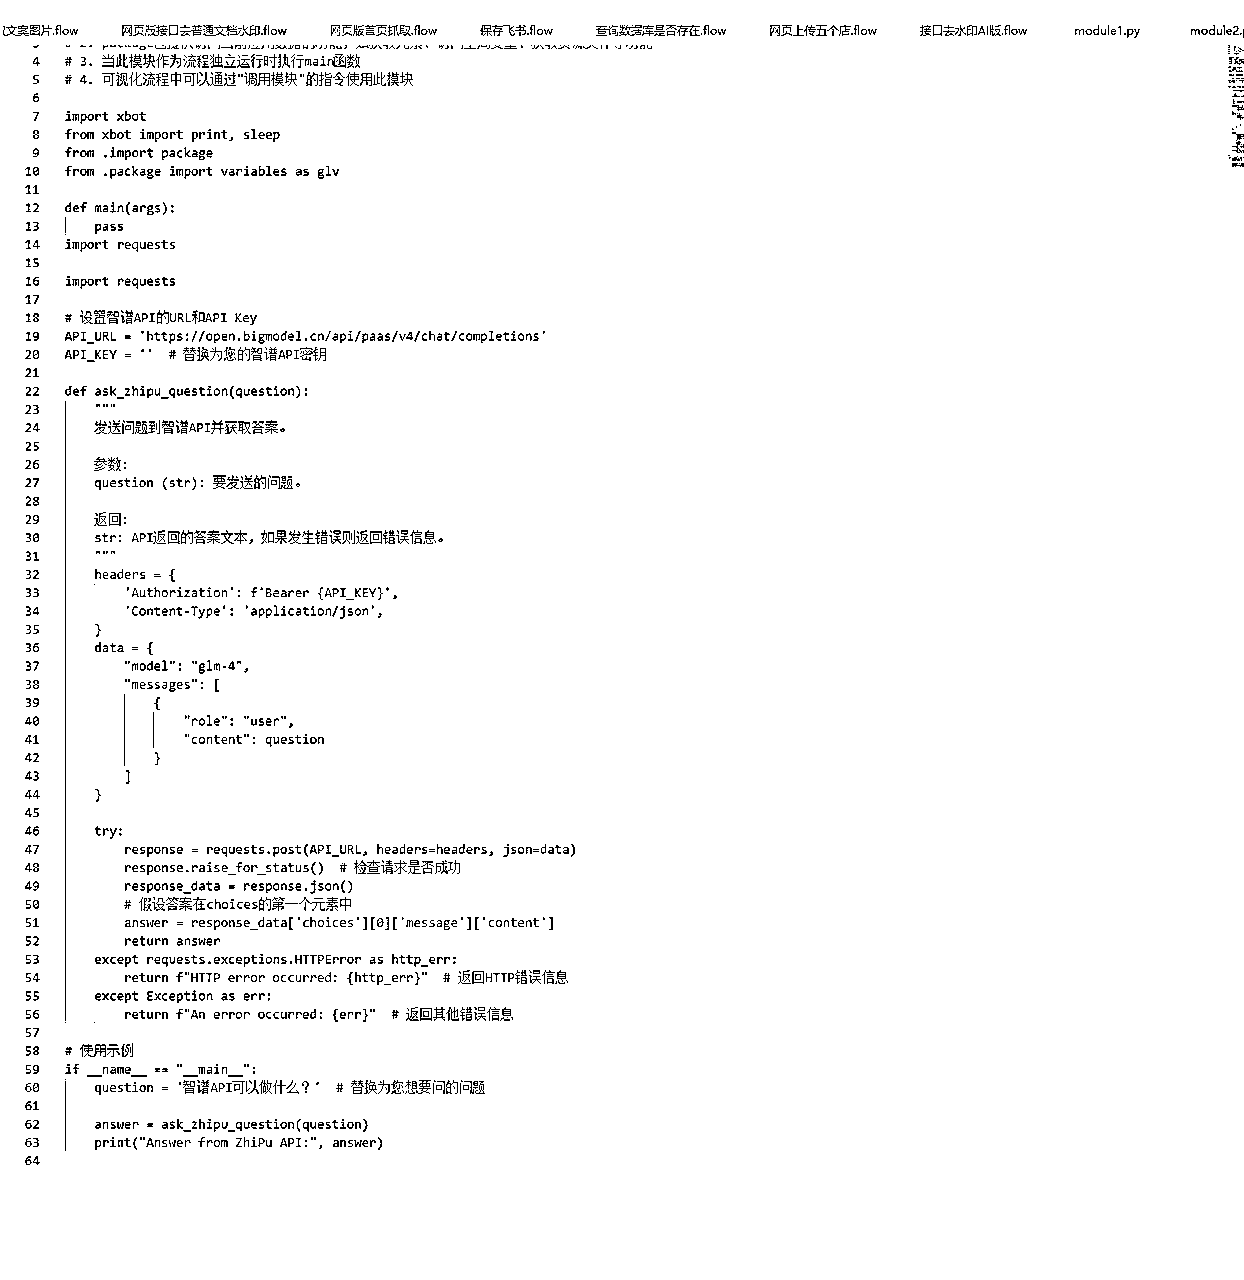 文案图片.flow 网页版接口去普通文档水印.flow 网页版首页抓取.flow 保存飞书.flow 查询数据库是否存在.flow 网页上传五个店.flow 接口去水印AI版.flow module1.py module2.p
4 # 3. 当此模块作为流程独立运行时执行main函数
5 # 4. 可视化流程中可以通过"调用模块"的指令使用此模块
6
7 import xbot
8 from xbot import print, sleep
9 from .import package
10 from .package import variables as glv
11
12 def main(args):
13 pass
14 import requests
15
16 import requests
17
18 # 设置智谱API的URL和API Key
19 API_URL = 'https://open.bigmodel.cn/api/paas/v4/chat/completions'
20 API_KEY = '' # 替换为您的智谱API密钥
21
22 def ask_zhipu_question(question):
23 """
24 发送问题到智谱API并获取答案。
25
26 参数:
27 question (str): 要发送的问题。
28
29 返回:
30 str: API返回的答案文本，如果发生错误则返回错误信息。
31 """
32 headers = {
33 'Authorization': f'Bearer {API_KEY}',
34 'Content-Type': 'application/json',
35 }
36 data = {
37 "model": "glm-4",
38 "messages": [
39 {
40 "role": "user",
41 "content": question
42 }
43 ]
44 }
45
46 try:
47 response = requests.post(API_URL, headers=headers, json=data)
48 response.raise_for_status() # 检查请求是否成功
49 response_data = response.json()
50 # 假设答案在choices的第一个元素中
51 answer = response_data['choices'][0]['message']['content']
52 return answer
53 except requests.exceptions.HTTPError as http_err:
54 return f"HTTP error occurred: {http_err}" # 返回HTTP错误信息
55 except Exception as err:
56 return f"An error occurred: {err}" # 返回其他错误信息
57
58 # 使用示例
59 if __name__ == "__main__":
60 question = '智谱API可以做什么？' # 替换为您想要问的问题
61
62 answer = ask_zhipu_question(question)
63 print("Answer from ZhiPu API:", answer)
64